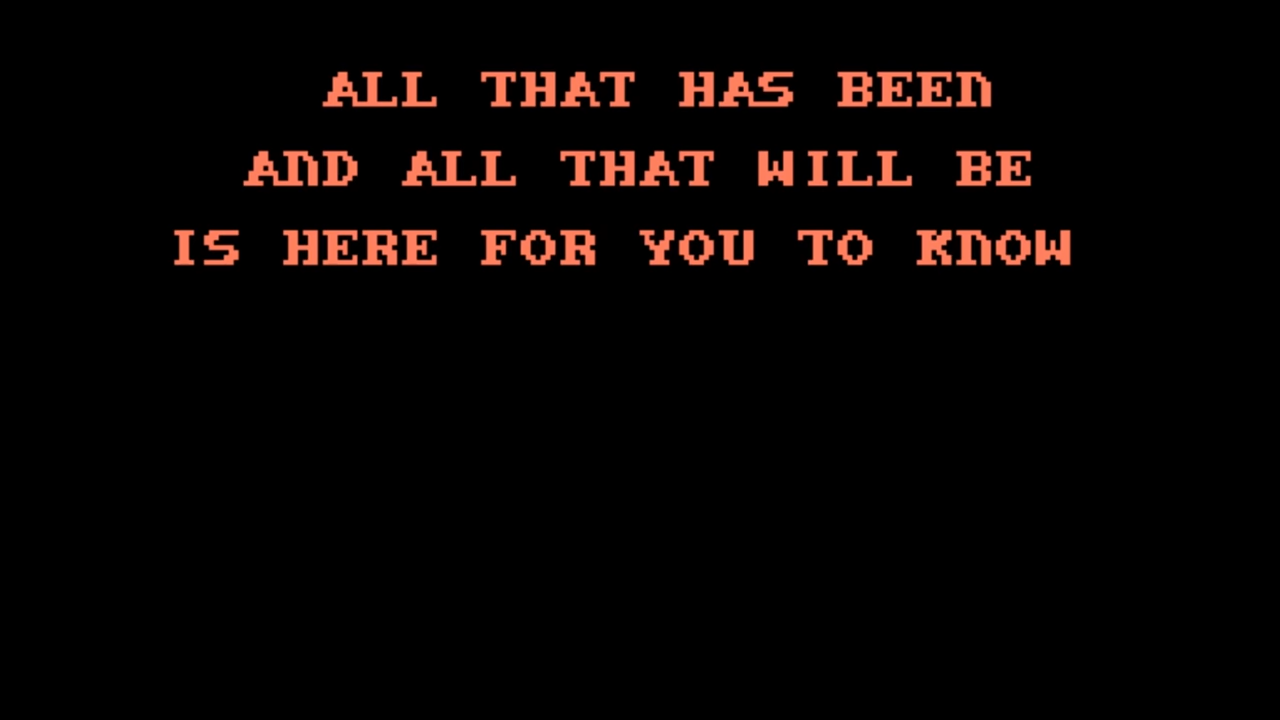 ALL THAT HAS BEEN
AND ALL THAT WILL BE
IS HERE FOR YOU TO KNOW